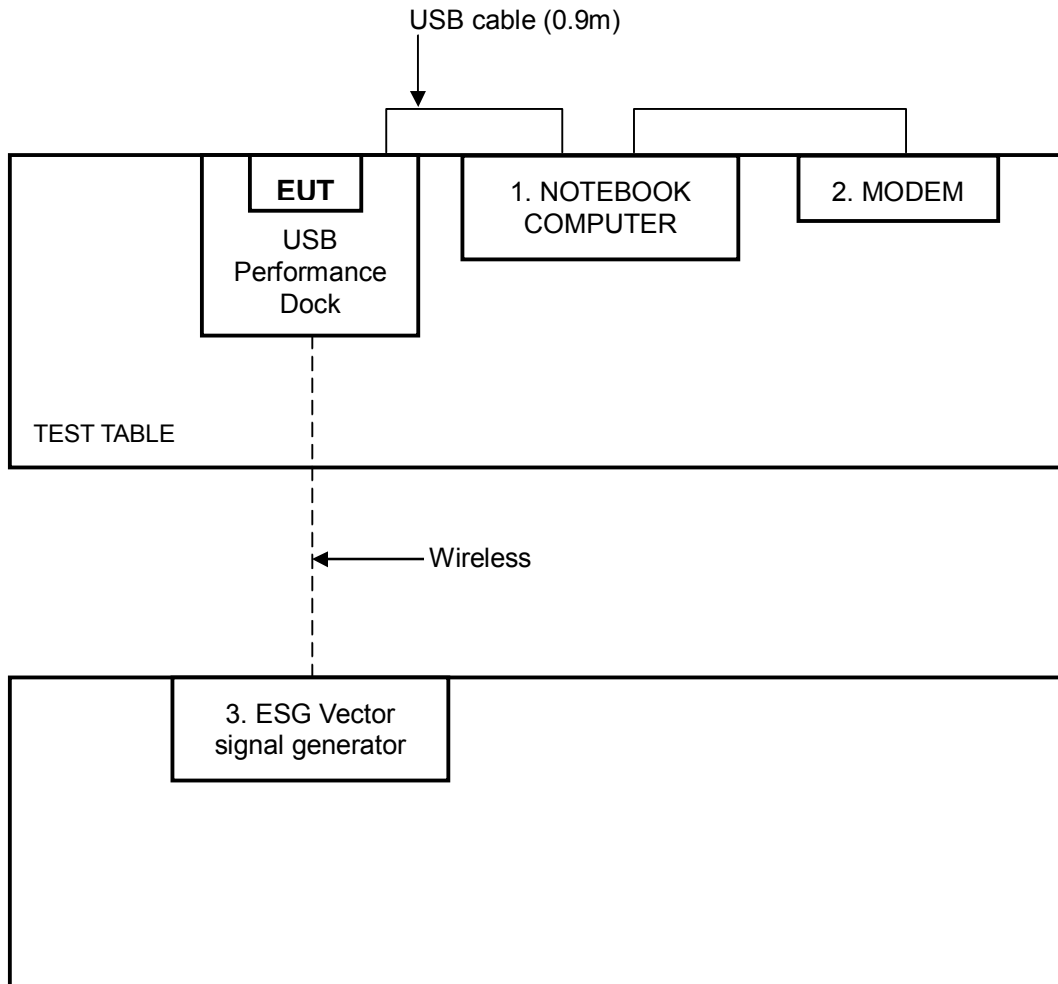 USB cable (0.9m)
EUT
USB
Performance
Dock
1. NOTEBOOK
COMPUTER
2. MODEM
TEST TABLE
Wireless
3. ESG Vector
signal generator